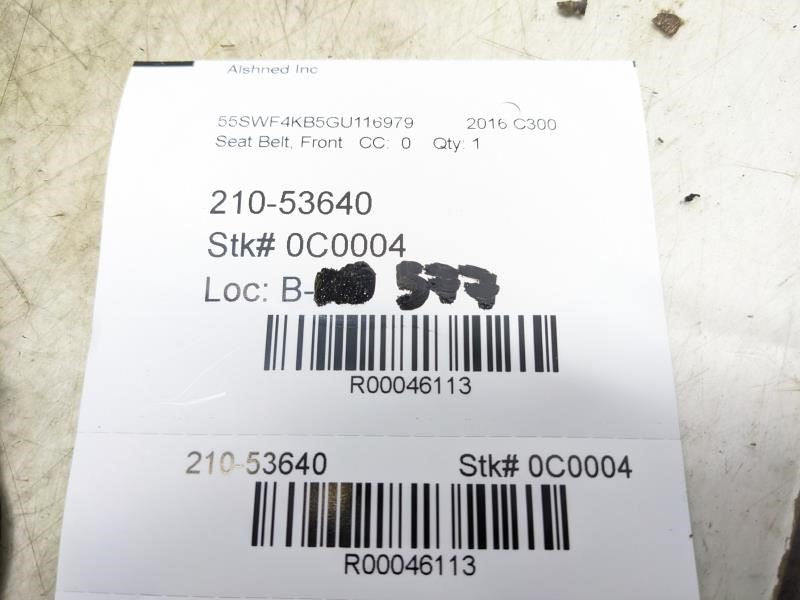 Alshned Inc
55SWF4KB5GU116979 2016 C300
Seat Belt, Front CC: 0 Qty: 1
210-53640
Stk# 0C0004
Loc: B- 577
R00046113
210-53640 Stk# 0C0004
R00046113